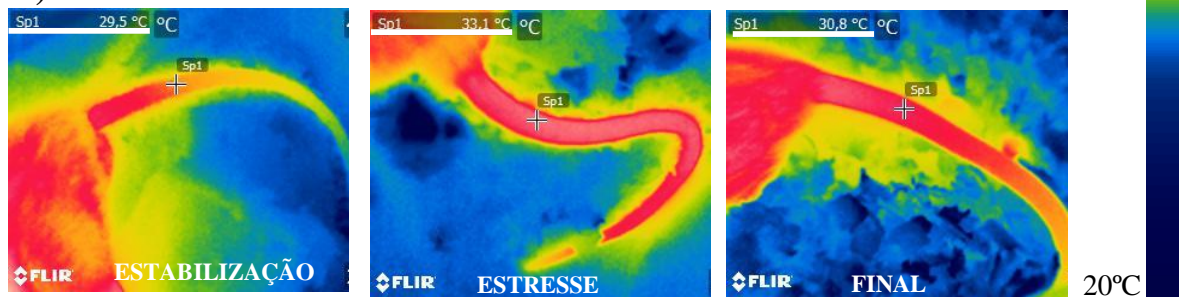 Sp1 29,5 °C °C
Sp1
FLIR ESTABILIZAÇÃO
Sp1 33,1 °C °C
Sp1
FLIR ESTRESSE
Sp1 30,8 °C °C
Sp1
FLIR FINAL
20ºC